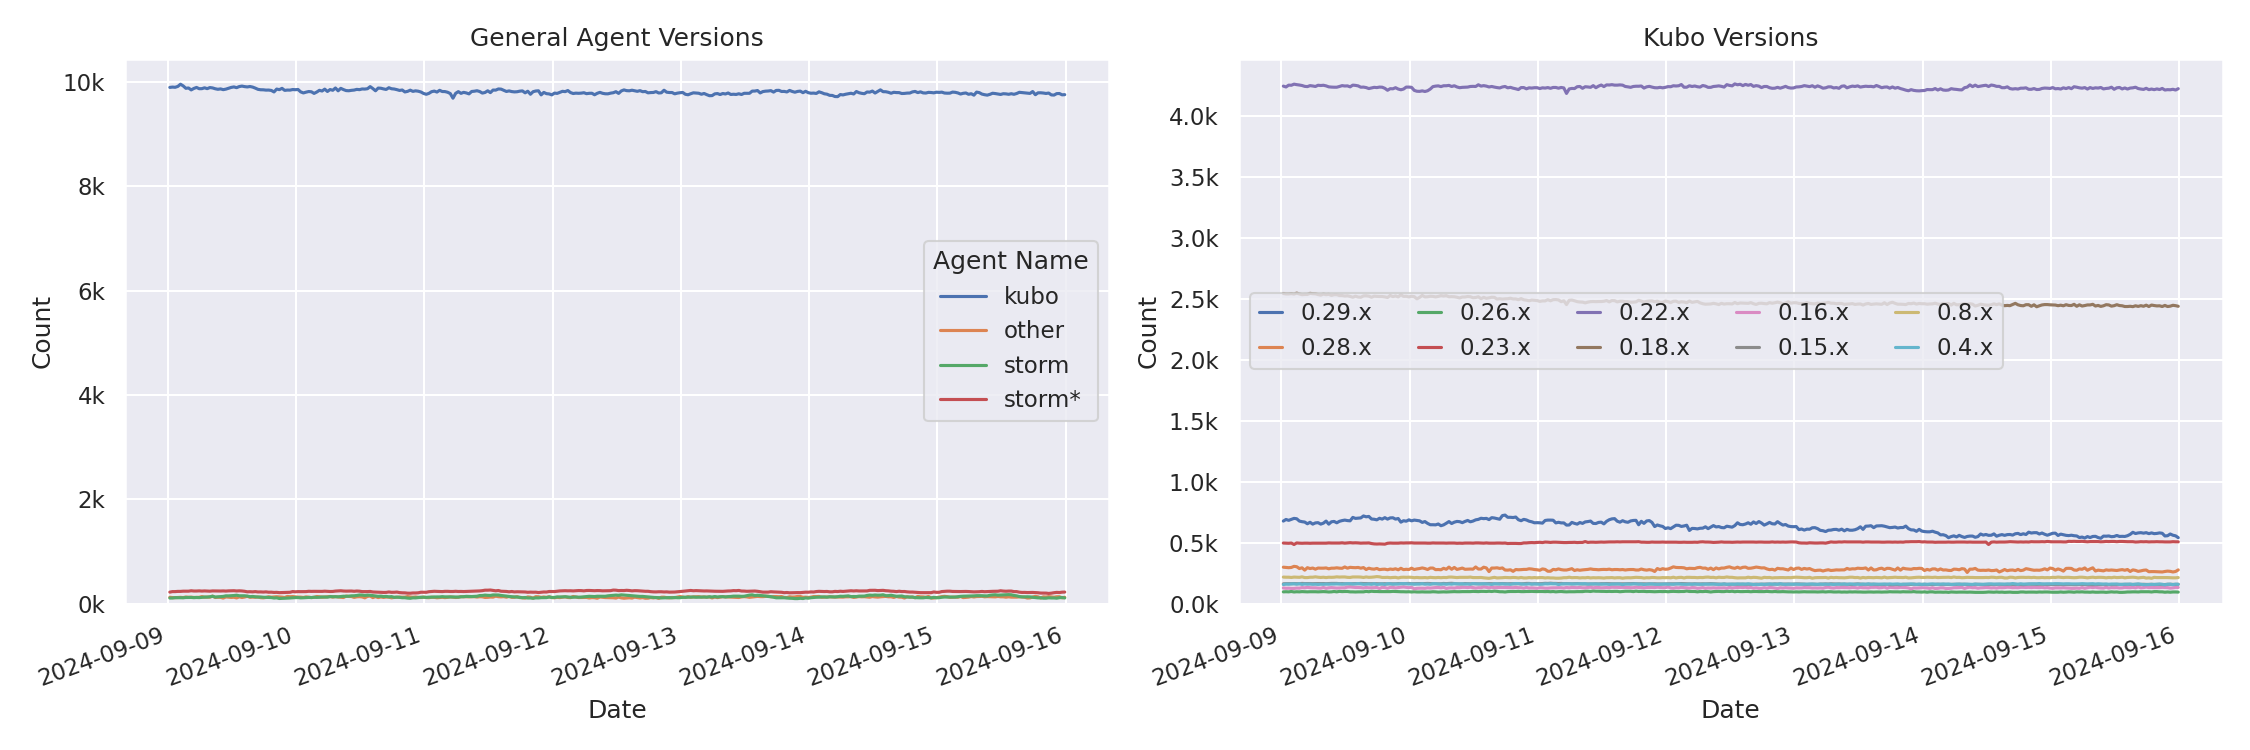 General Agent Versions
10k
8k
6k
4k
2k
0k
Count
Agent Name
kubo
other
storm
storm*
2024-09-09
2024-09-10
2024-09-11
2024-09-12
2024-09-13
2024-09-14
2024-09-15
2024-09-16
Date
Kubo Versions
4.0k
3.5k
3.0k
2.5k
2.0k
1.5k
1.0k
0.5k
0.0k
Count
0.29.x 0.26.x 0.22.x 0.16.x 0.8.x
0.28.x 0.23.x 0.18.x 0.15.x 0.4.x
2024-09-09
2024-09-10
2024-09-11
2024-09-12
2024-09-13
2024-09-14
2024-09-15
2024-09-16
Date